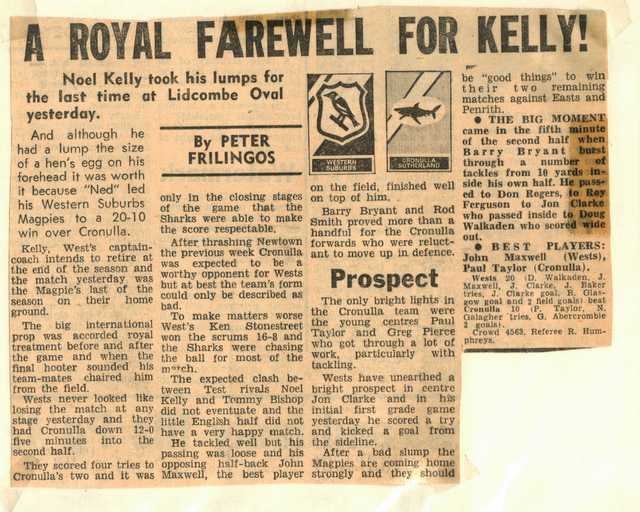 A ROYAL FAREWELL FOR KELLY!
Noel Kelly took his lumps for
the last time at Lidcombe Oval
yesterday.
And although he
had a lump the size
of a hen's egg on his
forehead it was worth
it because "Ned" led
his Western Suburbs
Magpies to a 20-10
win over Cronulla.
Kelly, West's captain-
coach intends to retire at
the end of the season and
the match yesterday was
the Magpie's last of the
season on their home
ground.
The big international
prop was accorded royal
treatment before and after
the game and when the
final hooter sounded his
team-mates chaired him
from the field.
Wests never looked like
losing the match at any
stage yesterday and they
had Cronulla down 12-0
five minutes into the
second half.
They scored four tries to
Cronulla's two and it was
By PETER
FRILINGOS
only in the closing stages
of the game that the
Sharks were able to make
the score respectable.
After thrashing Newtown
the previous week Cronulla
was expected to be a
worthy opponent for Wests
but at best the team's form
could only be described as
bad.
To make matters worse
West's Ken Stonestreet
won the scrums 16-8 and
the Sharks were chasing
the ball for most of the
The expected clash be-
tween Test rivals Noel
Kelly and Tommy Bishop
did not eventuate and the
little English half did not
have a very happy match.
He tackled well but his
passing was loose and his
opposing half-back John
Maxwell, the best player
WESTERN
SUBURBS
CRONULLA
SUTHERLAND
on the field, finished well
on top of him.
Barry Bryant and Rod
Smith proved more than a
handful for the Cronulla
forwards who were reluct-
ant to move up in defence.
Prospect
The only bright lights in
the Cronulla team were
the young centres Paul
Taylor and Greg Pierce
who got through a lot of
work, particularly with
tackling.
Wests have unearthed a
bright prospect in centre
Jon Clarke and in his
initial first grade game
yesterday he scored a try
and kicked a goal from
the sideline.
After a bad slump the
Magpies are coming home
strongly and they should
be "good things" to win
their two remaining
matches against Easts and
Penrith.
● THE BIG MOMENT
came in the fifth minute
of the second half when
Barry Bryant burst
through a number of
tackles from 10 yards in-
side his own half. He pass-
ed to Don Rogers, to Roy
Ferguson to Jon Clarke
who passed inside to Doug
Walkaden who scored wide
out.
● BEST PLAYERS:
John Maxwell (Wests),
Paul Taylor (Cronulla).
Wests 20 (D. Walkaden, J.
Maxwell, J. Clarke, J. Baker
tries, J. Clarke goal, R. Glas-
gow goal and 2 field goals) beat
Cronulla 10 (P. Taylor, N.
Gallagher tries, G. Abercrombie
2 goals).
Crowd 4563. Referee R. Hum-
phreys.